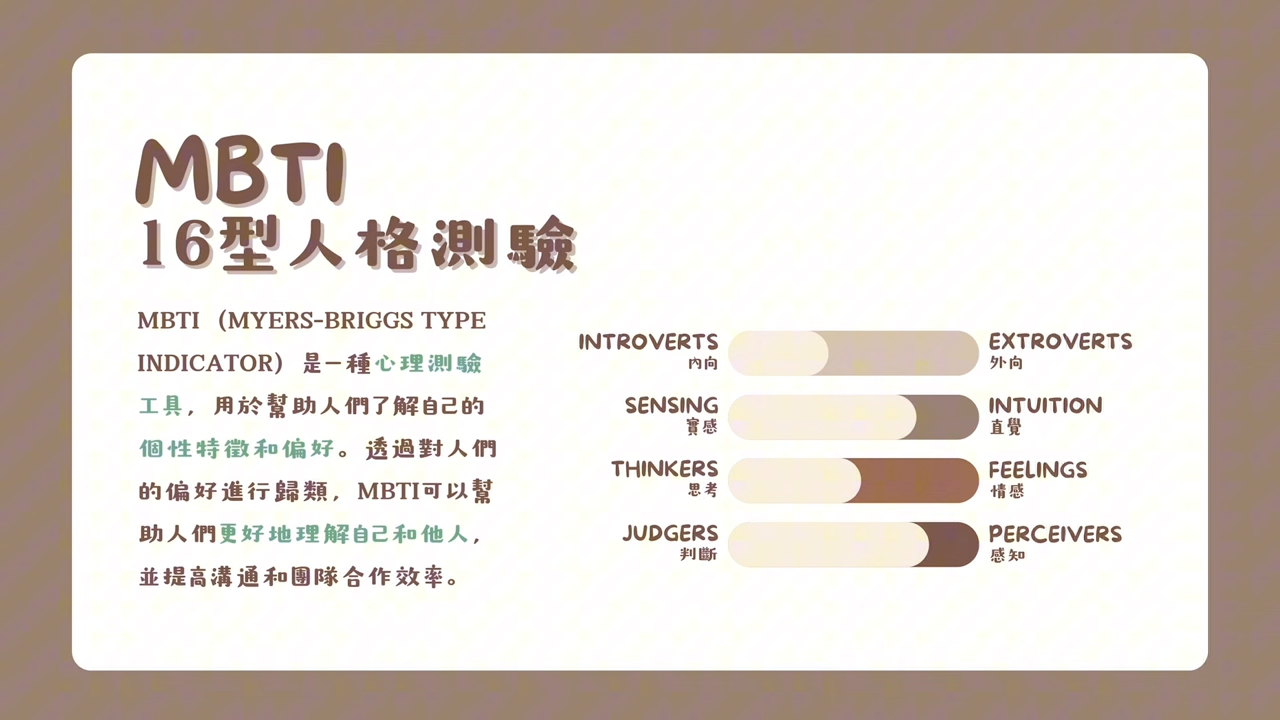 MBTI
16型人格測驗
MBTI （MYERS-BRIGGS TYPE
INDICATOR）是一種心理測驗
工具，用於幫助人們了解自己的
個性特徵和偏好。透過對人們
的偏好進行歸類，MBTI可以幫
助人們更好地理解自己和他人，
並提高溝通和團隊合作效率。
INTROVERTS
內向
EXTROVERTS
外向
SENSING
實感
INTUITION
直覺
THINKERS
思考
FEELINGS
情感
JUDGERS
判斷
PERCEIVERS
感知